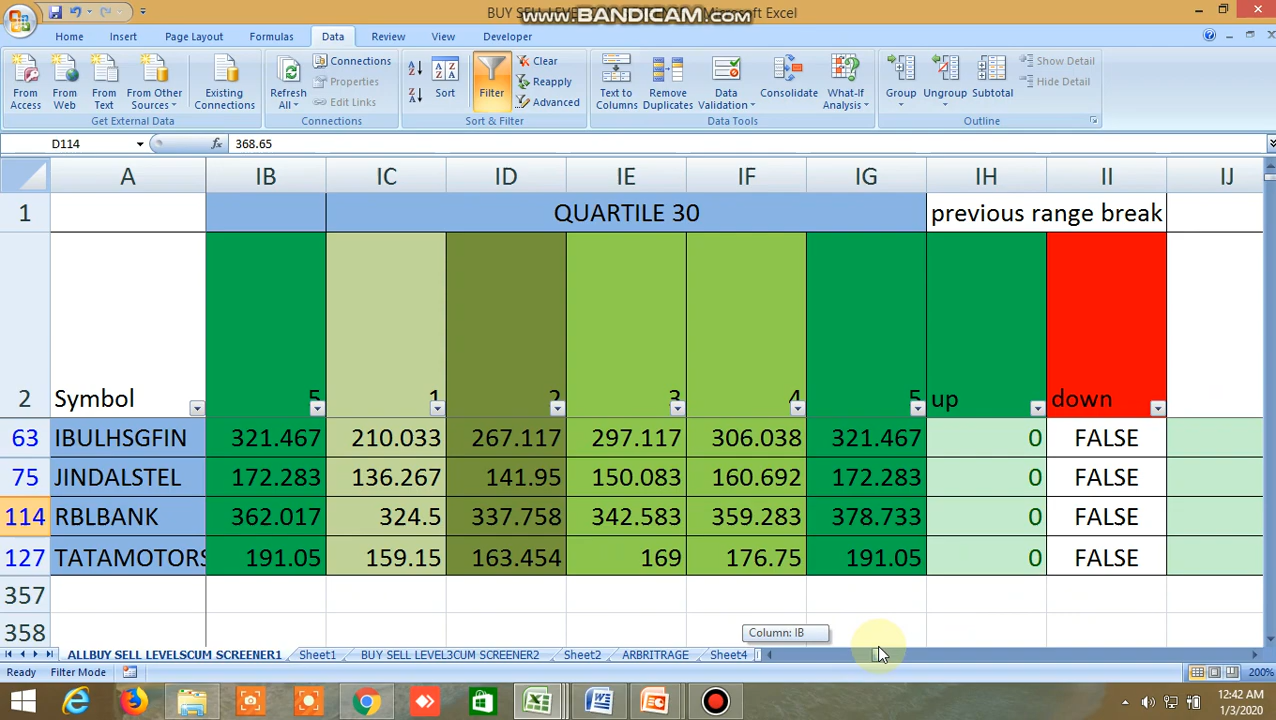 BUY SELL LEVEL
www.BANDICAM.com
Microsoft Excel
Home Insert Page Layout Formulas Data Review View Developer
From Access
From Web
From Text
From Other Sources
Existing Connections
Get External Data
Refresh All
Connections
Properties
Edit Links
Connections
Sort
Filter
Clear
Reapply
Advanced
Sort & Filter
Text to Columns
Remove Duplicates
Data Validation
Consolidate
What-If Analysis
Data Tools
Group
Ungroup
Subtotal
Show Detail
Hide Detail
Outline
D114 fx 368.65
A IB IC ID IE IF IG IH II IJ
1 QUARTILE 30 previous range break
2 Symbol 5 1 2 3 4 5 up down
63 IBULHSGFIN 321.467 210.033 267.117 297.117 306.038 321.467 0 FALSE
75 JINDALSTEL 172.283 136.267 141.95 150.083 160.692 172.283 0 FALSE
114 RBLBANK 362.017 324.5 337.758 342.583 359.283 378.733 0 FALSE
127 TATAMOTORS 191.05 159.15 163.454 169 176.75 191.05 0 FALSE
357
358
Column: IB
ALLBUY SELL LEVELSCUM SCREENER1 Sheet1 BUY SELL LEVEL3CUM SCREENER2 Sheet2 ARBRITRAGE Sheet4
Ready Filter Mode 200%
12:42 AM
1/3/2020